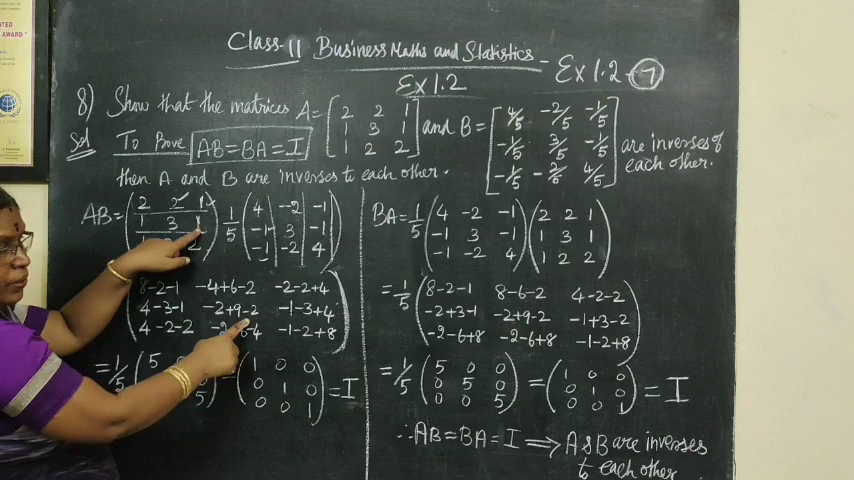 ATED
AWARD"
Class-11 Business Maths and Statistics - Ex 1.2 - 7
Ex 1.2
8) Show that the matrices A = [2 2 1 and B = [4/5 -2/5 -1/5 are inverses of
1 3 1 -1/5 3/5 -1/5 each other.
1 2 2] -1/5 -2/5 4/5]
Sol To Prove AB = BA = I
then A and B are inverses to each other.
AB = (2 2 1 1/5 (4 -2 -1
1 3 1 -1 3 -1
2) -1 -2 4)
8-2-1 -4+6-2 -2-2+4
4-3-1 -2+9-2 -1-3+4
4-2-2 -4 -1-2+8
= 1/5 (5 = (1 0 0
0 1 0 = I
5) 0 0 1)
BA = 1/5 (4 -2 -1 (2 2 1
-1 3 -1 1 3 1
-1 -2 4) 1 2 2)
= 1/5 (8-2-1 8-6-2 4-2-2
-2+3-1 -2+9-2 -1+3-2
-2-6+8 -2-6+8 -1-2+8)
= 1/5 (5 0 0 = (1 0 0
0 5 0 0 1 0 = I
0 0 5) 0 0 1)
∴ AB = BA = I ⟹ A & B are inverses
to each other